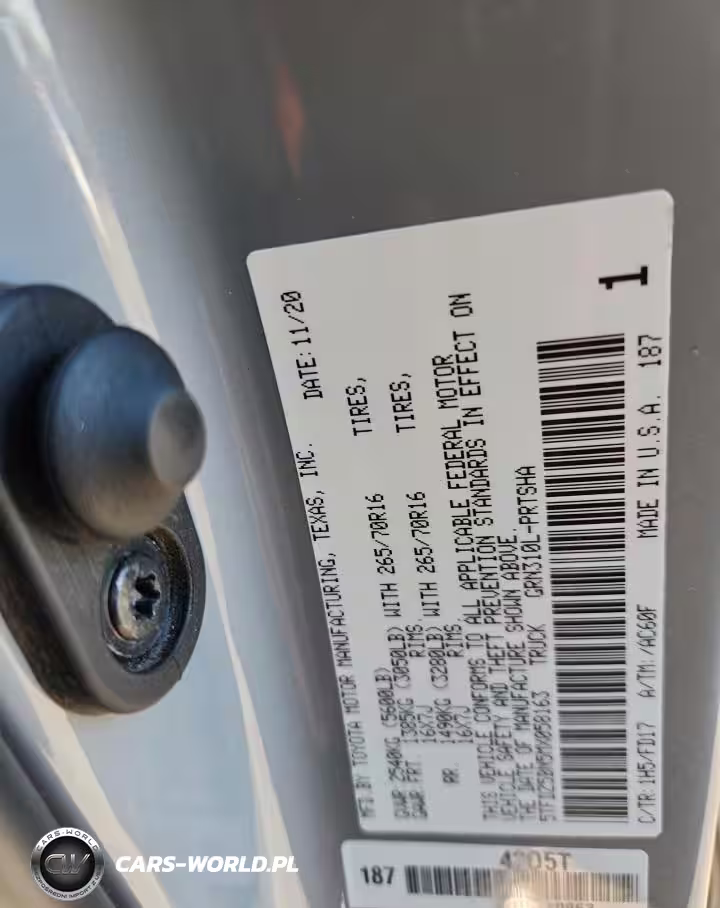 MFD BY TOYOTA MOTOR MANUFACTURING, TEXAS, INC. DATE: 11/20
GVWR 2540KG (5600LB)
GAWR FRT. 1385KG (3050LB) WITH 265/70R16 TIRES,
16X7J RIMS,
RR. 1490KG (3280LB) WITH 265/70R16 TIRES,
16X7J RIMS.
THIS VEHICLE CONFORMS TO ALL APPLICABLE FEDERAL MOTOR
VEHICLE SAFETY AND THEFT PREVENTION STANDARDS IN EFFECT ON
THE DATE OF MANUFACTURE SHOWN ABOVE.
TRUCK GRN310L-PRTSHA
1
C/TR: 1H5/FD17 A/TM: /AC60F MADE IN U.S.A. 187
187
CARS-WORLD
CW
CARS-WORLD.PL